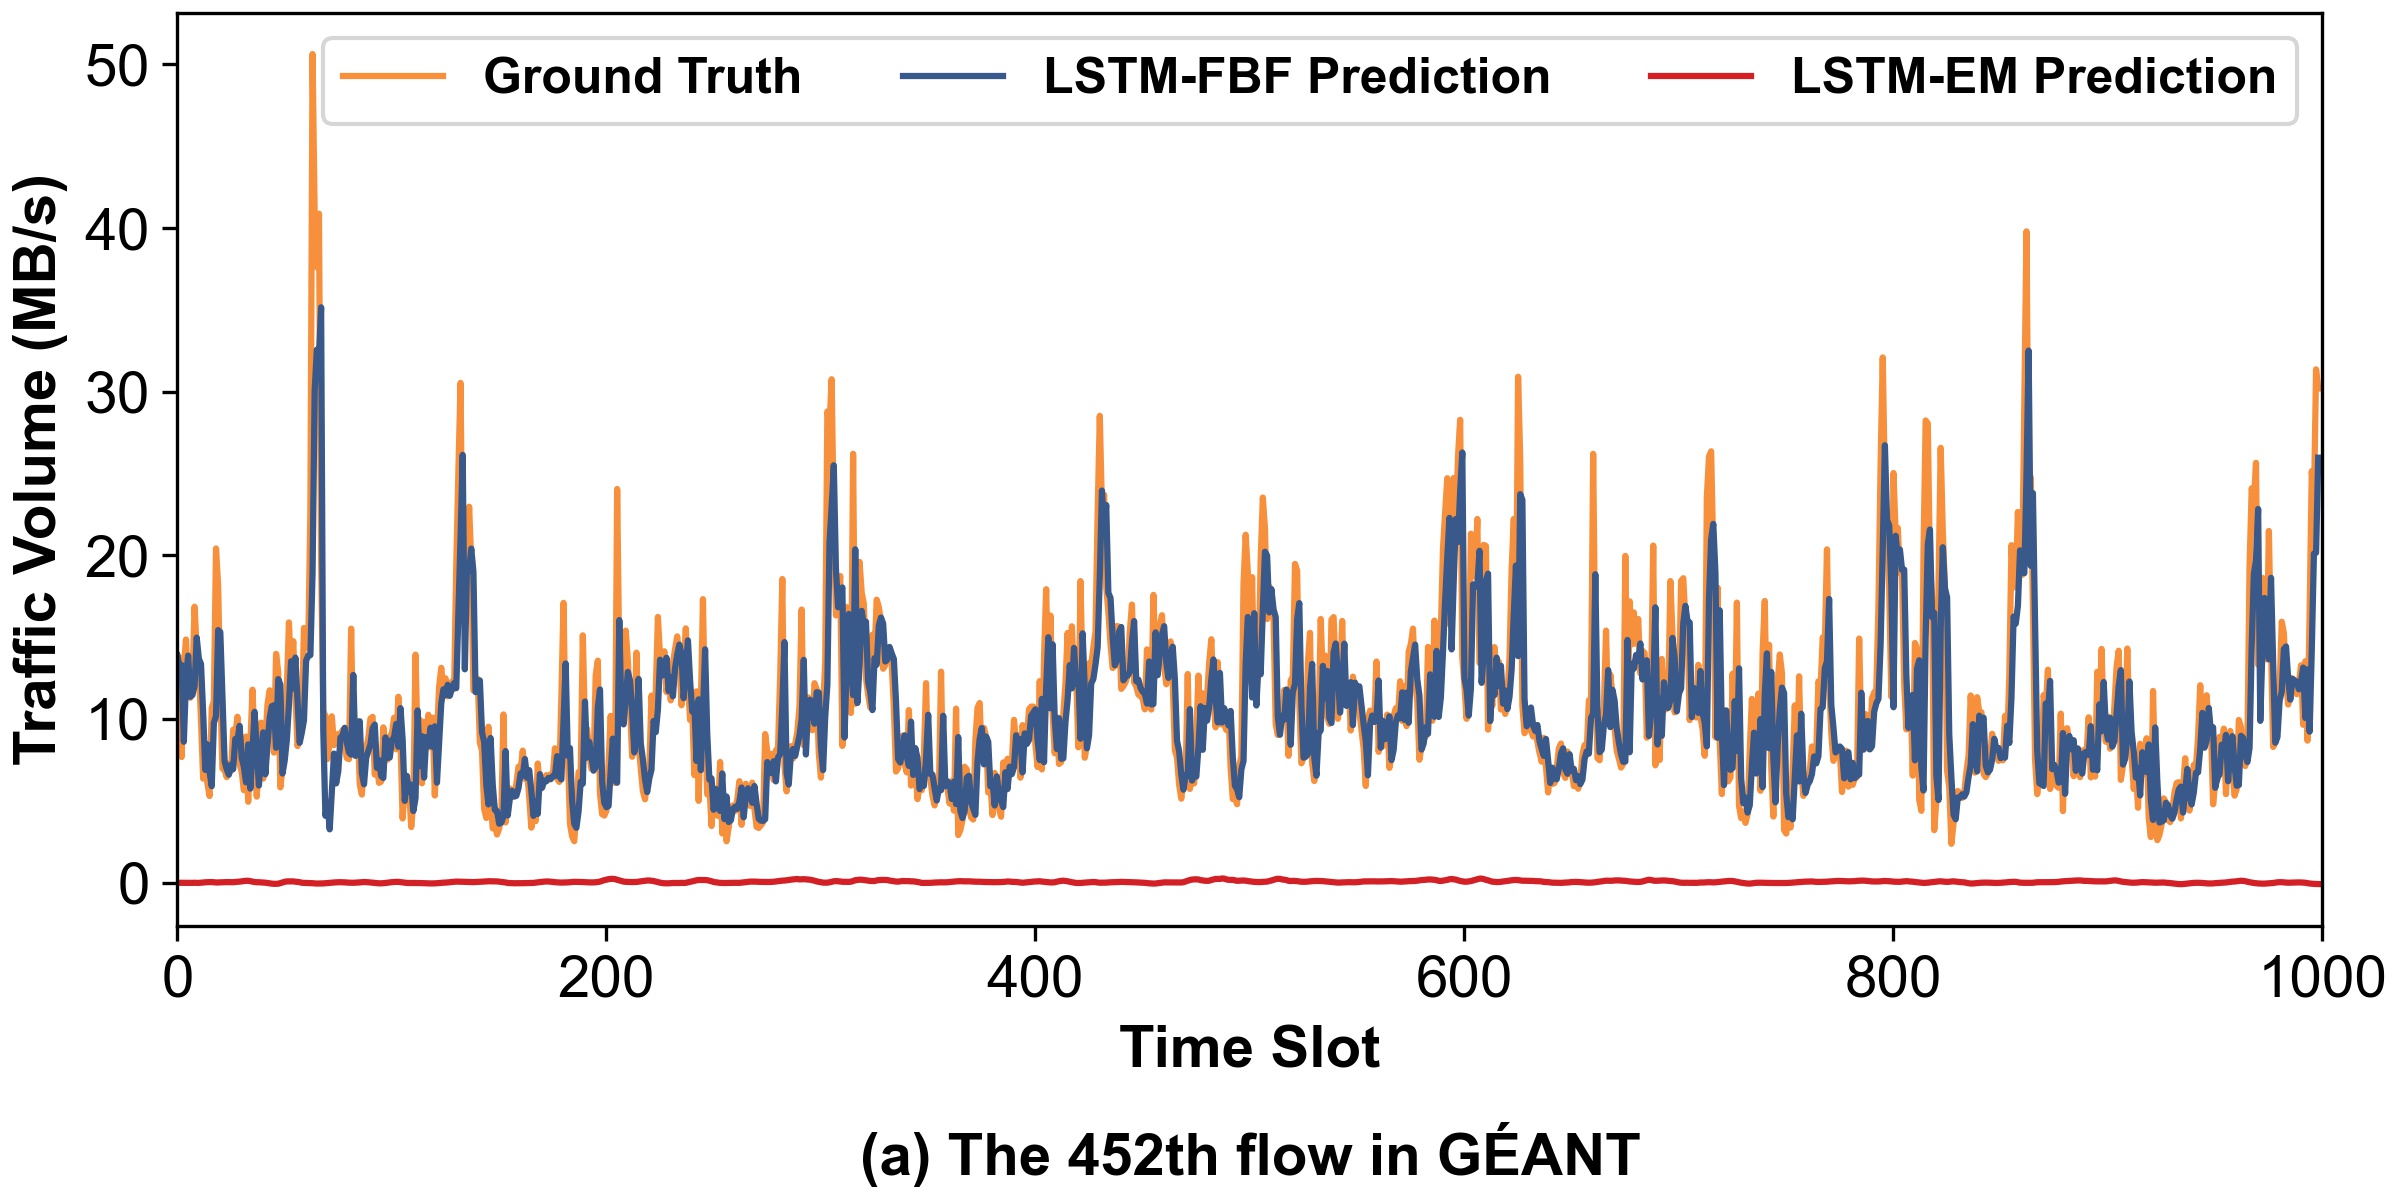 50
40
30
20
10
0
Traffic Volume (MB/s)
Ground Truth
LSTM-FBF Prediction
LSTM-EM Prediction
0
200
400
600
800
1000
Time Slot
(a) The 452th flow in GÉANT